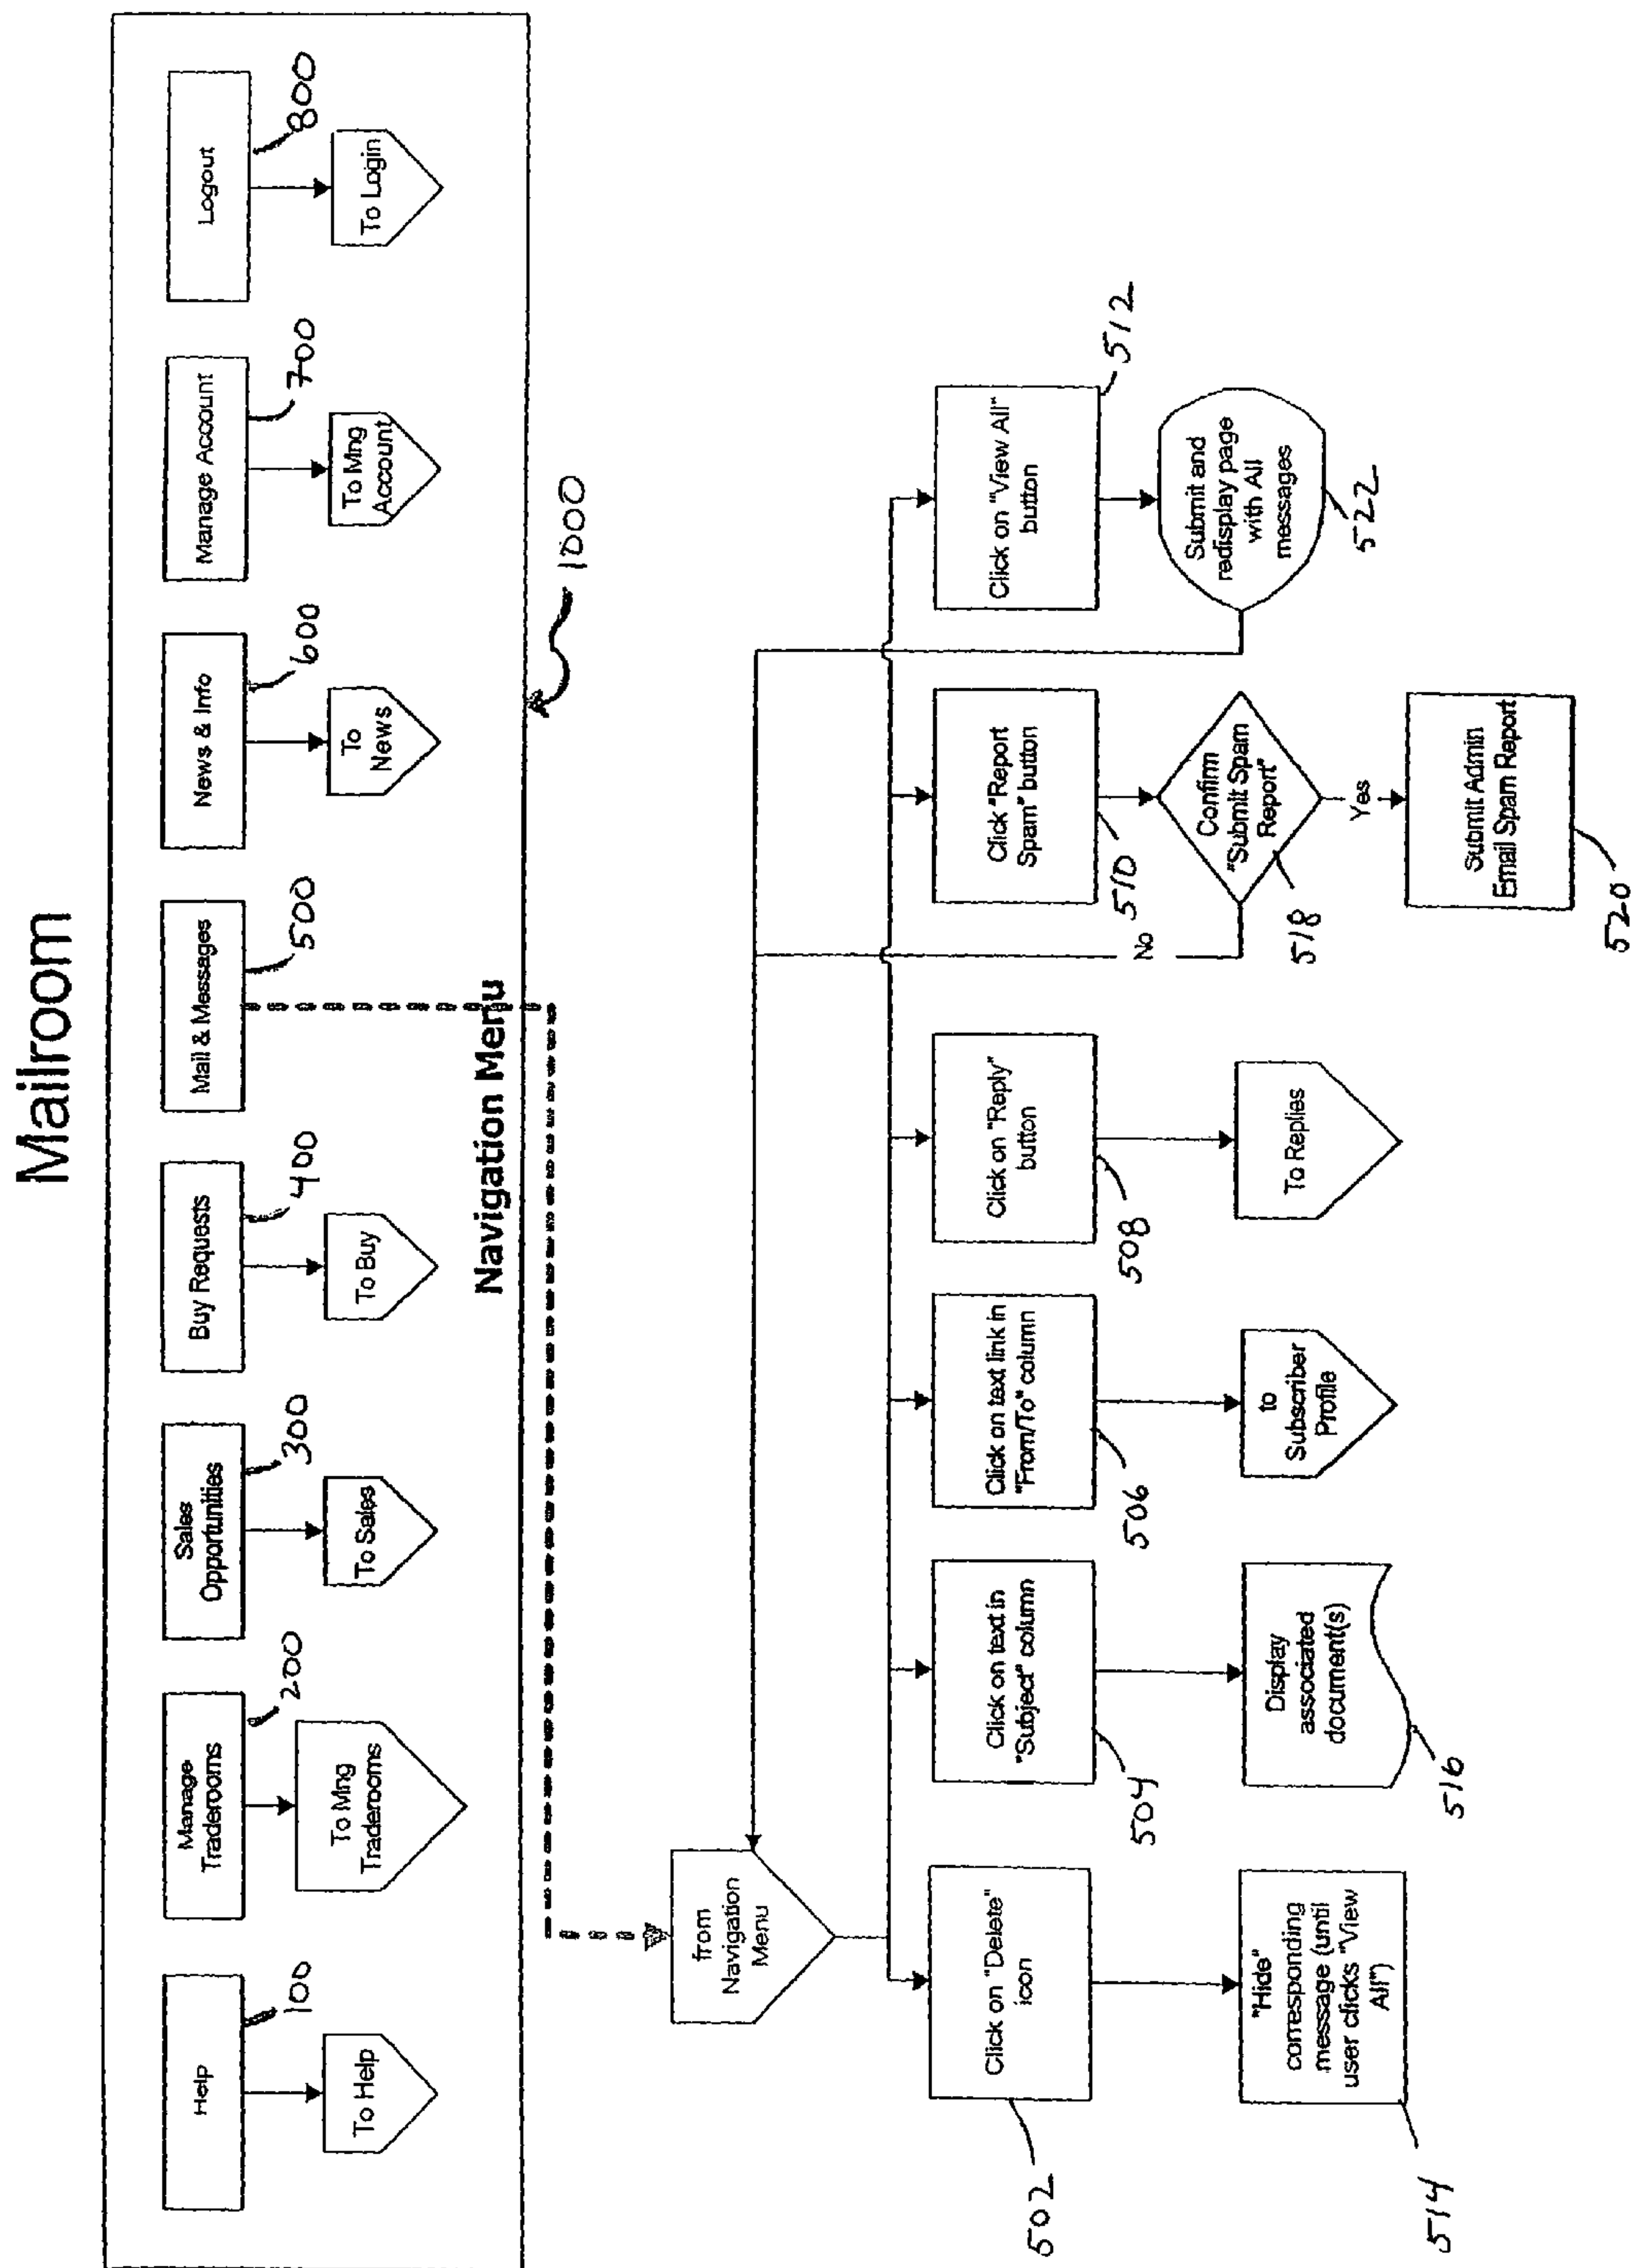 Mailroom
Help
100
To Help
Manage
Traderooms
200
To Mng
Traderooms
Sales
Opportunities
300
To Sales
Buy Requests
400
To Buy
Mail & Messages
500
News & Info
600
To
News
Manage Account
700
To Mng
Account
Logout
800
To Login
Navigation Menu
1000
from
Navigation
Menu
Click on "Delete"
icon
502
Click on text in
"Subject" column
504
Click on text link in
"From/To" column
506
Click on "Reply"
button
508
Click "Report
Spam" button
510
Click on "View All"
button
512
"Hide"
corresponding
message (until
user clicks "View
All")
514
Display
associated
document(s)
516
to
Subscriber
Profile
To Replies
No
Confirm
"Submit Spam
Report"
518
Yes
Submit Admin
Email Spam Report
520
Submit and
redisplay page
with All
messages
522